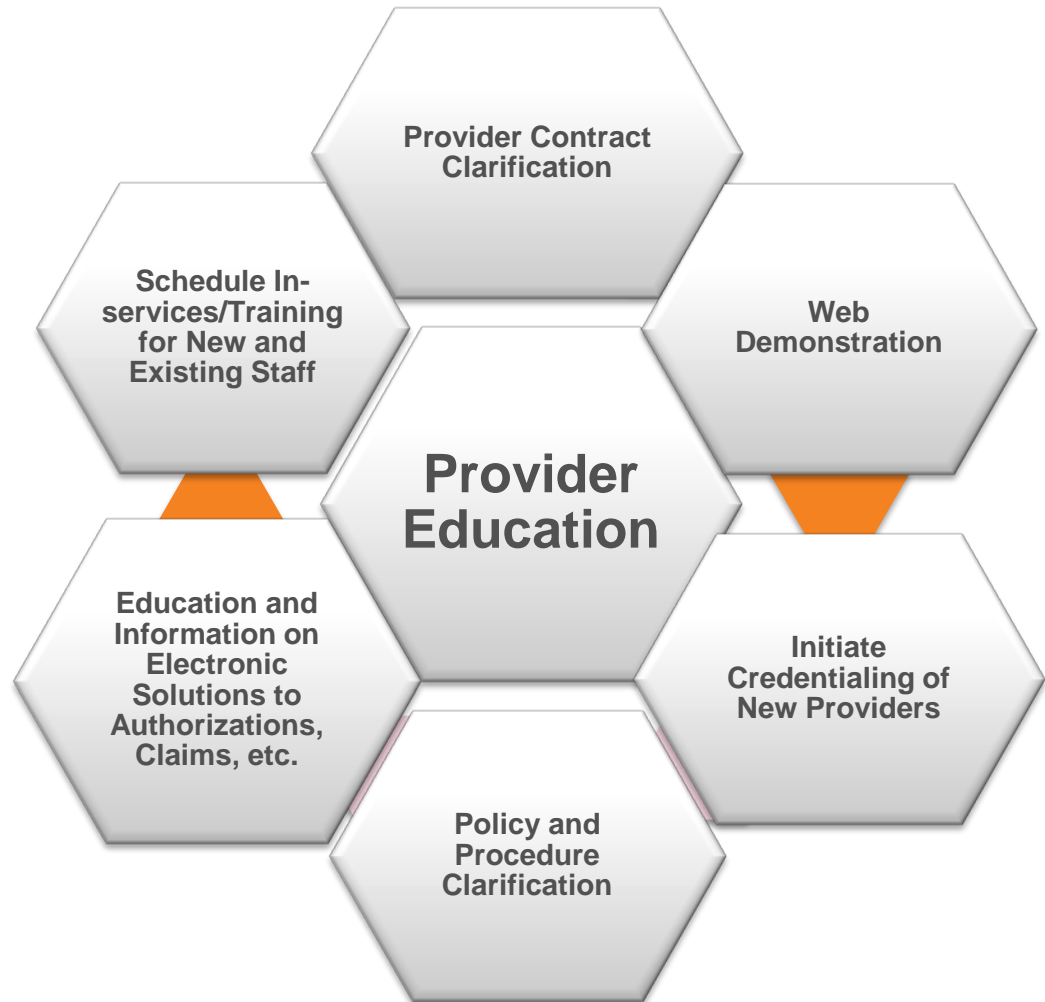 Provider Contract
Clarification
Schedule In-
services/Training
for New and
Existing Staff
Web
Demonstration
Provider
Education
Education and
Information on
Electronic
Solutions to
Authorizations,
Claims, etc.
Initiate
Credentialing of
New Providers
Policy and
Procedure
Clarification